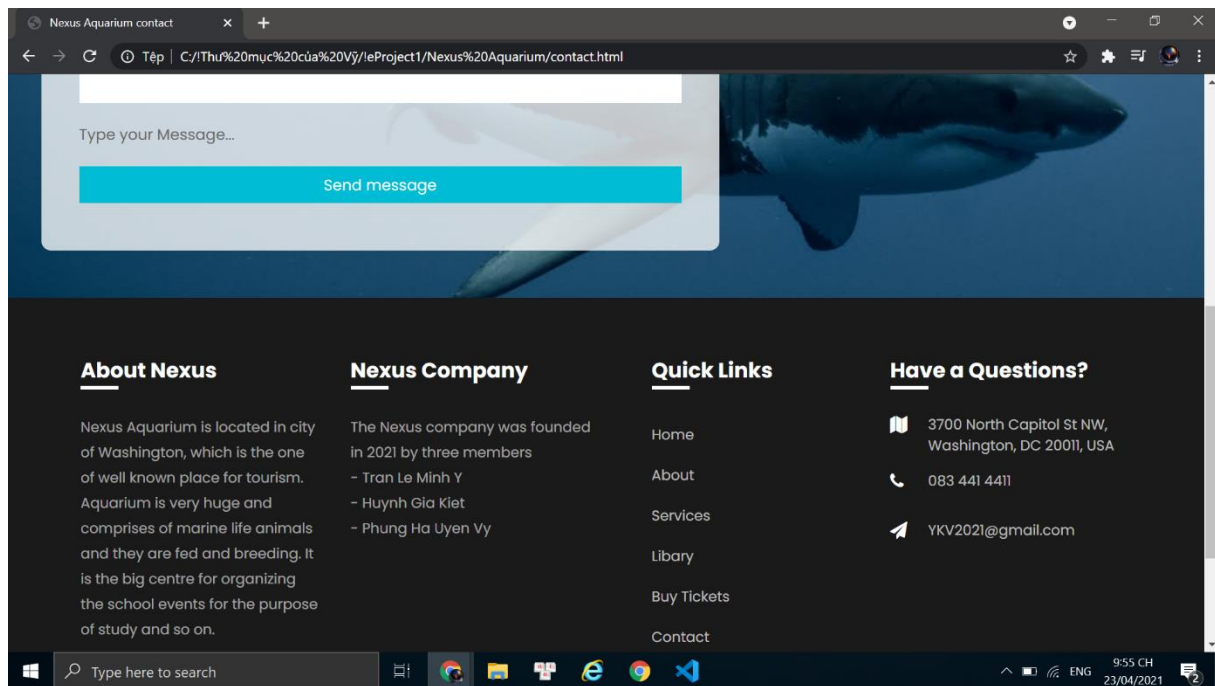 Nexus Aquarium contact
Tệp | C:/!Thư%20mục%20của%20Vỹ/!eProject1/Nexus%20Aquarium/contact.html
Type your Message...
Send message
About Nexus
Nexus Aquarium is located in city
of Washington, which is the one
of well known place for tourism.
Aquarium is very huge and
comprises of marine life animals
and they are fed and breeding. It
is the big centre for organizing
the school events for the purpose
of study and so on.
Nexus Company
The Nexus company was founded
in 2021 by three members
- Tran Le Minh Y
- Huynh Gia Kiet
- Phung Ha Uyen Vy
Quick Links
Home
About
Services
Libary
Buy Tickets
Contact
Have a Questions?
3700 North Capitol St NW,
Washington, DC 20011, USA
083 441 4411
YKV2021@gmail.com
Type here to search
ENG
9:55 CH
23/04/2021
2